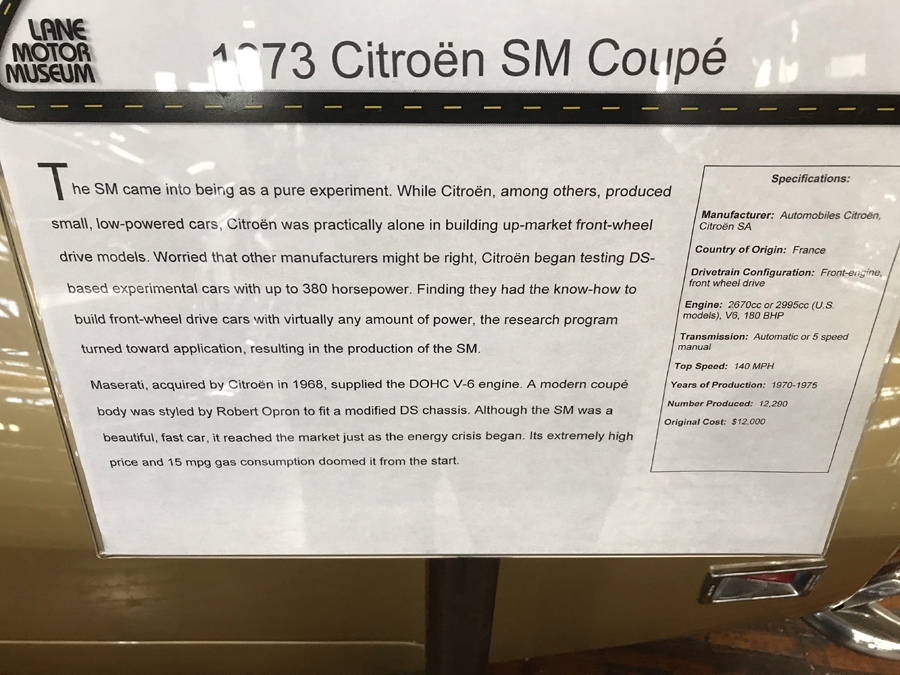 LANE
MOTOR
MUSEUM
1973 Citroën SM Coupé
The SM came into being as a pure experiment. While Citroën, among others, produced
small, low-powered cars, Citroën was practically alone in building up-market front-wheel
drive models. Worried that other manufacturers might be right, Citroën began testing DS-
based experimental cars with up to 380 horsepower. Finding they had the know-how to
build front-wheel drive cars with virtually any amount of power, the research program
turned toward application, resulting in the production of the SM.
Maserati, acquired by Citroën in 1968, supplied the DOHC V-6 engine. A modern coupé
body was styled by Robert Opron to fit a modified DS chassis. Although the SM was a
beautiful, fast car, it reached the market just as the energy crisis began. Its extremely high
price and 15 mpg gas consumption doomed it from the start.
Specifications:
Manufacturer: Automobiles Citroën,
Citroën SA
Country of Origin: France
Drivetrain Configuration: Front-engine,
front wheel drive
Engine: 2670cc or 2995cc (U.S.
models), V6, 180 BHP
Transmission: Automatic or 5 speed
manual
Top Speed: 140 MPH
Years of Production: 1970-1975
Number Produced: 12,290
Original Cost: $12,000